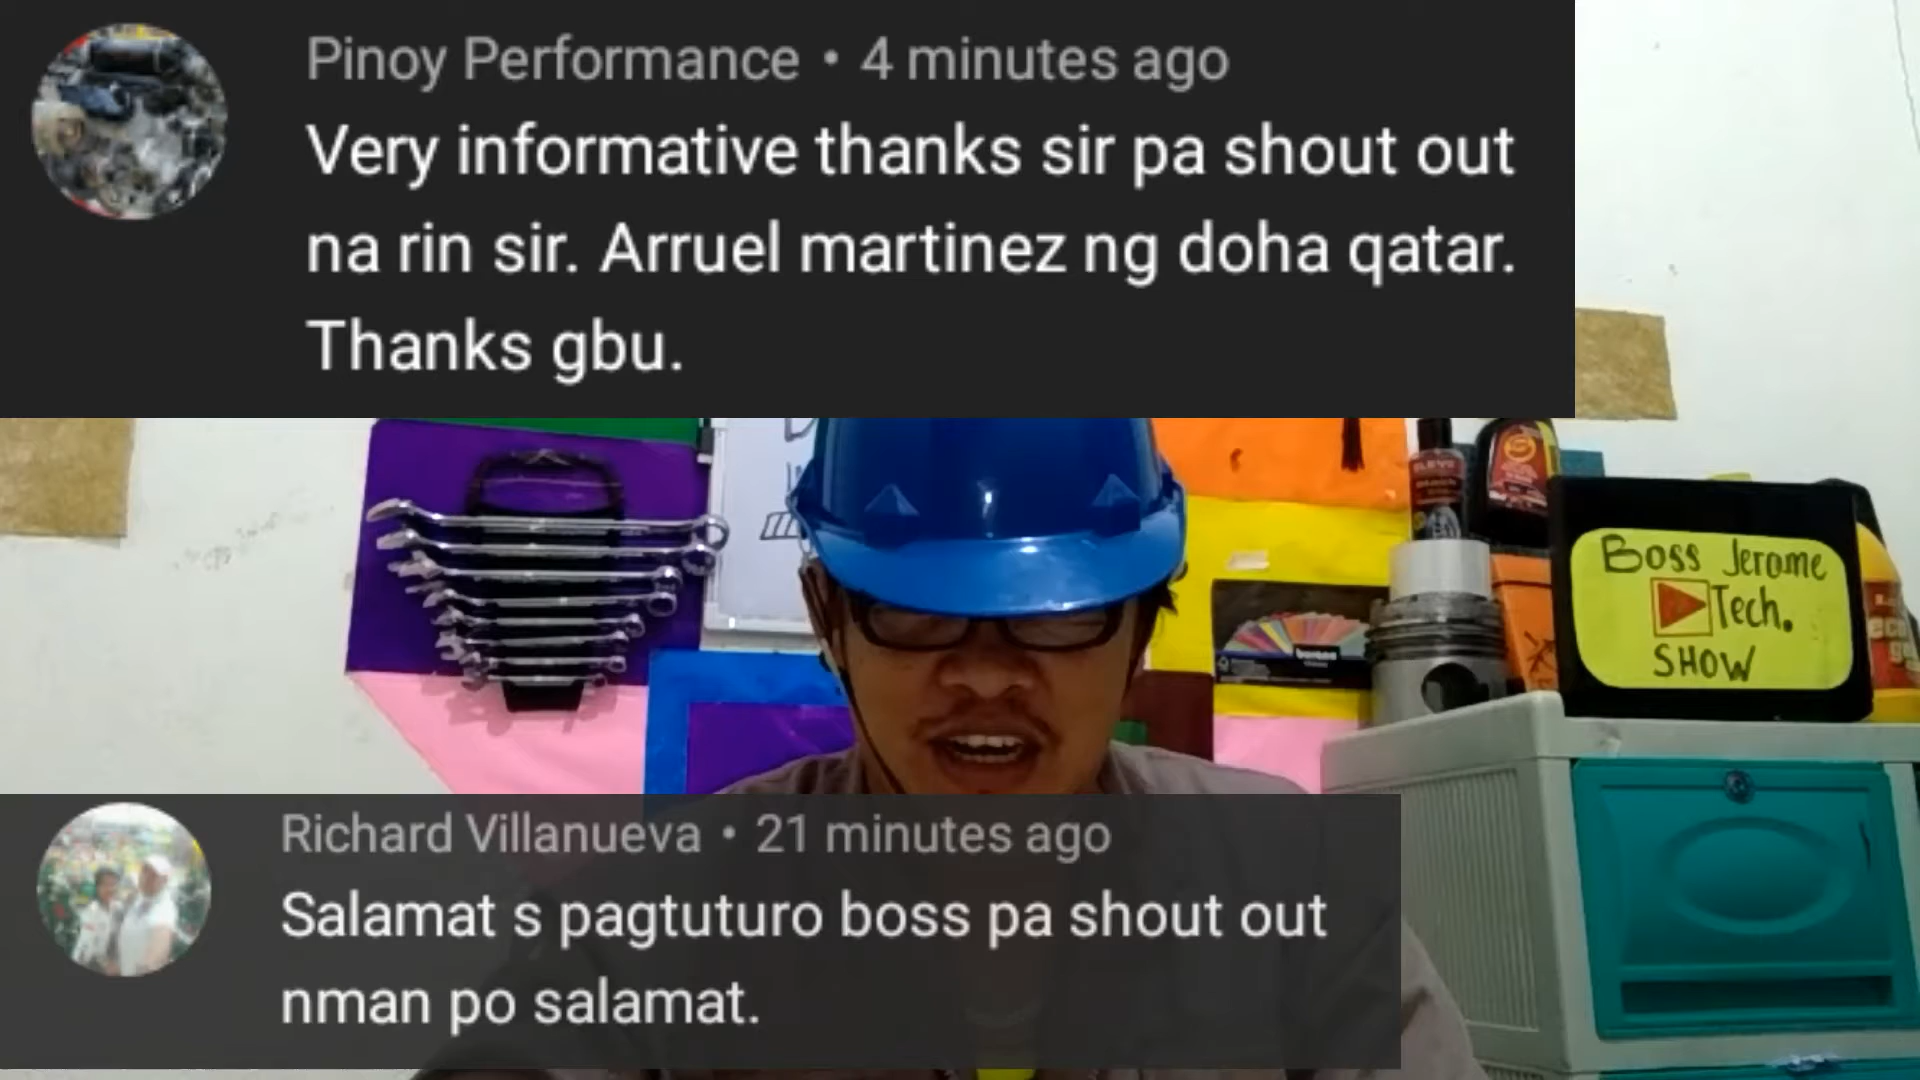 Pinoy Performance • 4 minutes ago
Very informative thanks sir pa shout out
na rin sir. Arruel martinez ng doha qatar.
Thanks gbu.
Boss Jerome
Tech.
SHOW
Richard Villanueva • 21 minutes ago
Salamat s pagtuturo boss pa shout out
nman po salamat.